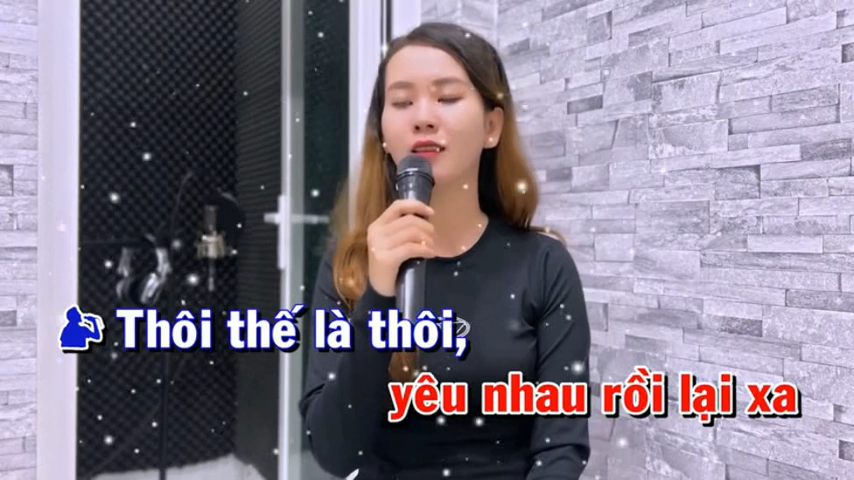 Thôi thế là thôi,
yêu nhau rồi lại xa